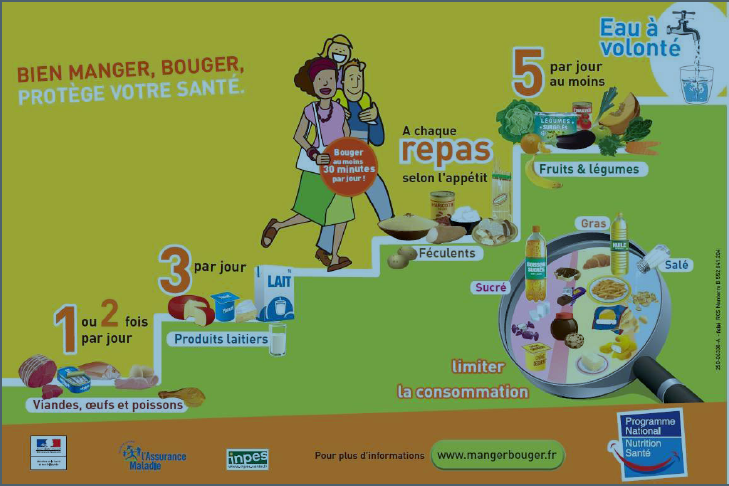 BIEN MANGER, BOUGER,
PROTÈGE VOTRE SANTÉ.
Eau à
volonté
5 par jour
au moins
LÉGUMES
Fruits & légumes
A chaque
repas
selon l'appétit
Féculents
Bouger
au moins
30 minutes
par jour !
3 par jour
LAIT
Produits laitiers
1 ou 2 fois
par jour
Viandes, œufs et poissons
Gras
HUILE
Salé
Sucré
limiter
la consommation
l'Assurance
Maladie
inpes
Pour plus d'informations
www.mangerbouger.fr
Programme
National
Nutrition
Santé